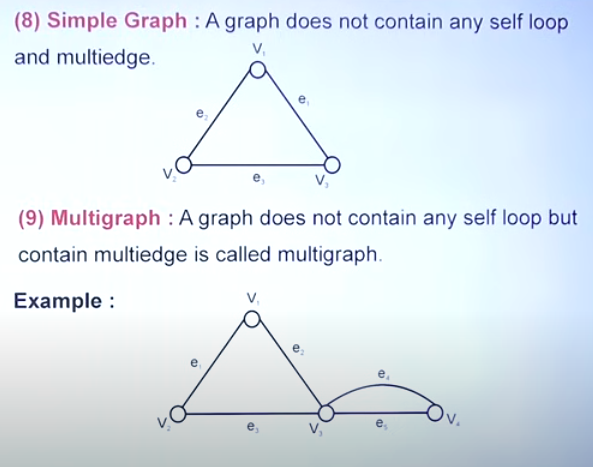 (8) Simple Graph : A graph does not contain any self loop
and multiedge.
V₁
e₂
e₁
V₂
e₃
V₃
(9) Multigraph : A graph does not contain any self loop but
contain multiedge is called multigraph.
Example :
V₁
e₁
e₂
e₄
V₂
e₃
V₃
e₅
V₄